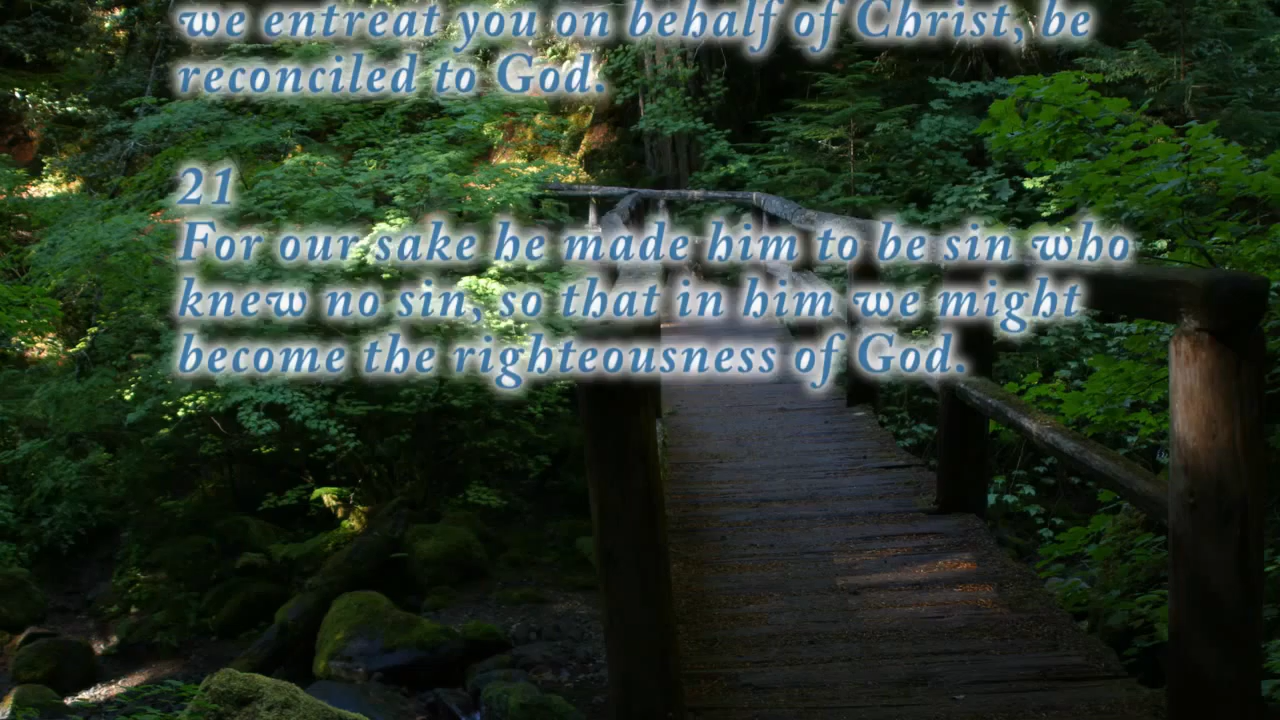 we entreat you on behalf of Christ, be
reconciled to God.
21
For our sake he made him to be sin who
knew no sin, so that in him we might
become the righteousness of God.